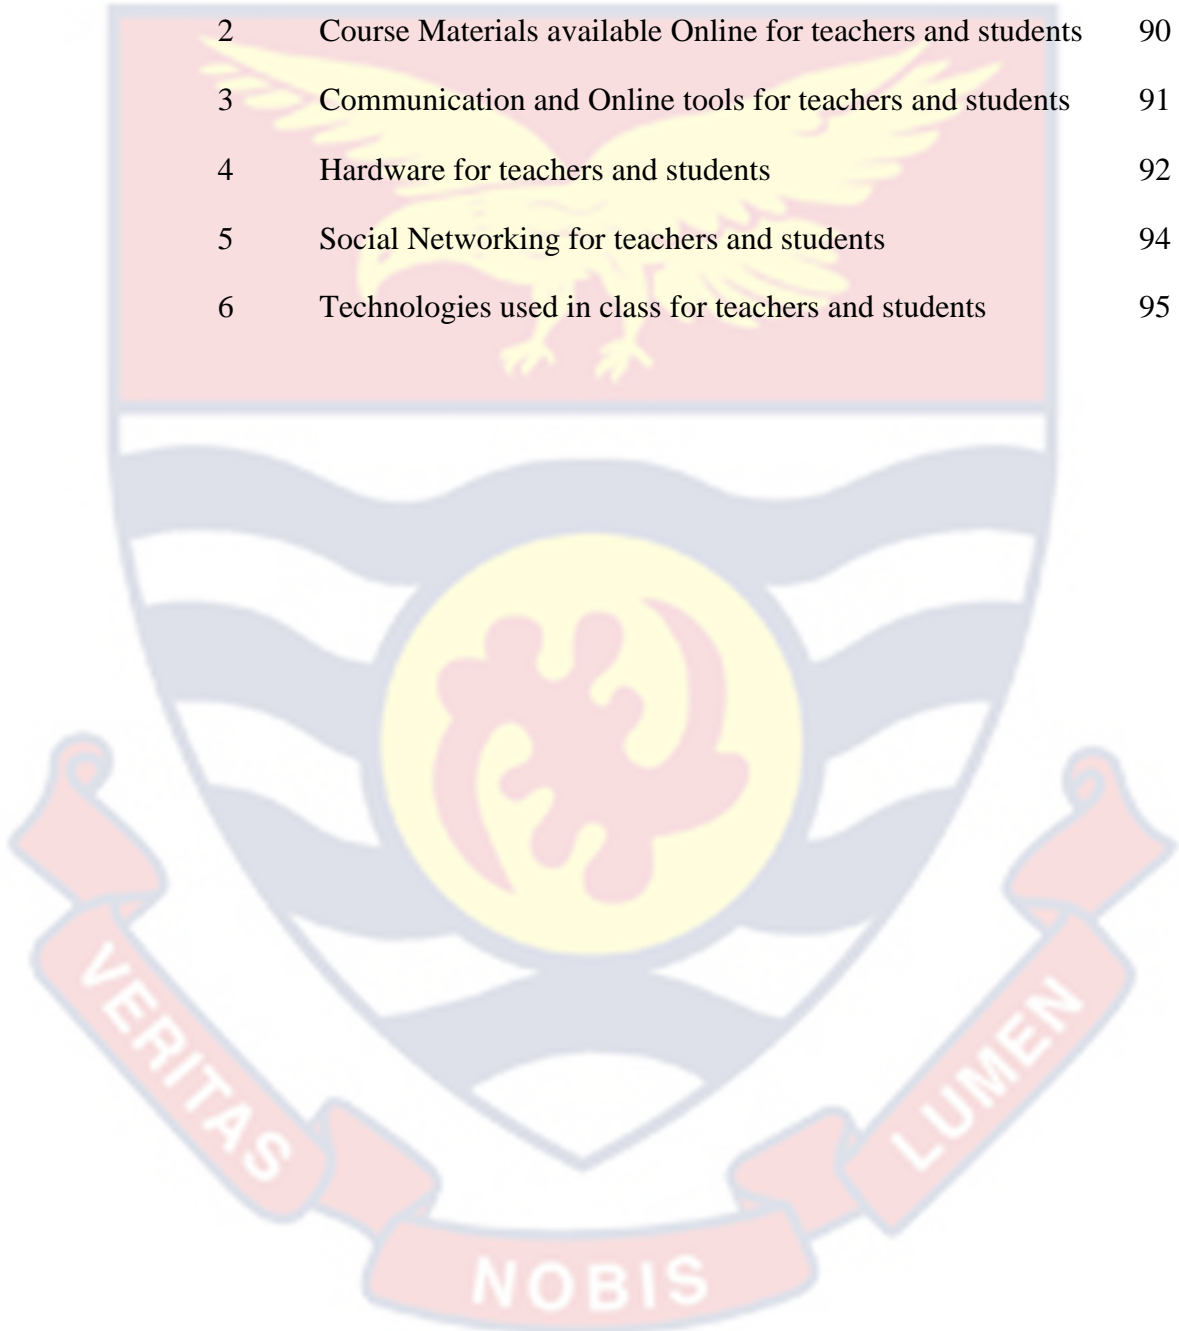 2 Course Materials available Online for teachers and students 90
3 Communication and Online tools for teachers and students 91
4 Hardware for teachers and students 92
5 Social Networking for teachers and students 94
6 Technologies used in class for teachers and students 95
VERITAS
NOBIS
LUMEN